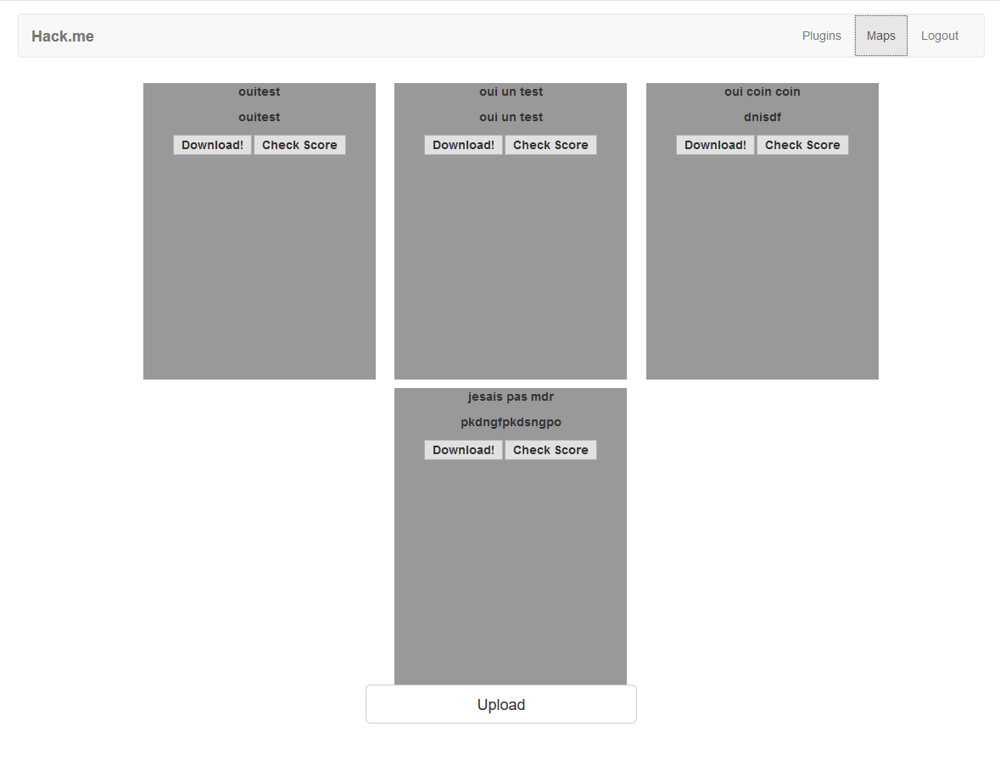 Hack.me Plugins Maps Logout
ouitest
ouitest
Download! Check Score
oui un test
oui un test
Download! Check Score
oui coin coin
dnisdf
Download! Check Score
jesais pas mdr
pkdngfpkdsngpo
Download! Check Score
Upload